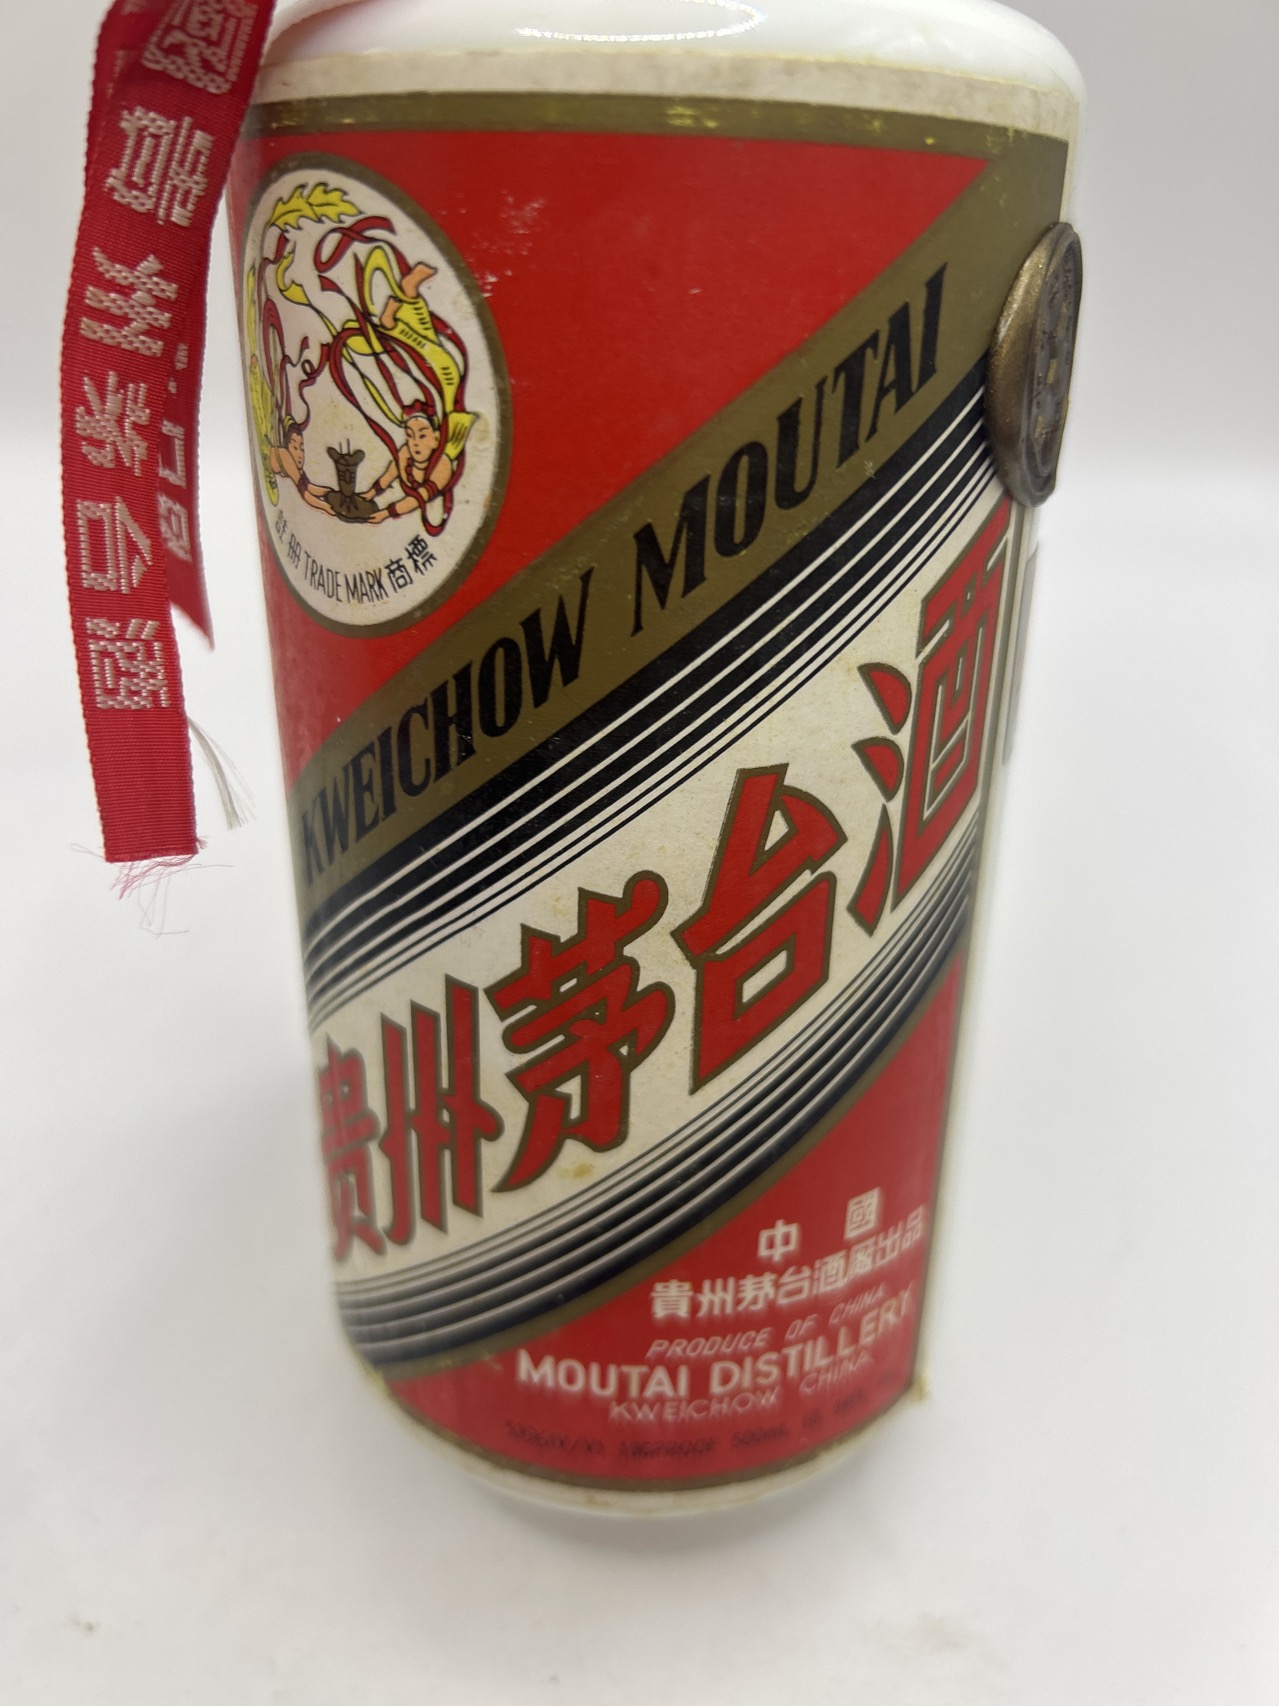 貴州茅台酒
註冊 TRADE MARK 商標
KWEICHOW MOUTAI
贵州茅台酒
中國
貴州茅台酒廠出品
PRODUCE OF CHINA
MOUTAI DISTILLERY
KWEICHOW CHINA
500mL